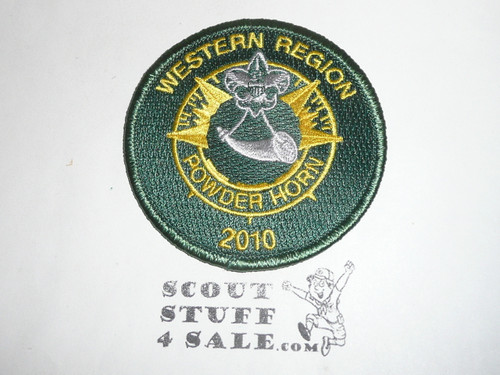 WESTERN REGION
POWDER HORN
2010
SCOUT
STUFF
4 SALE.COM